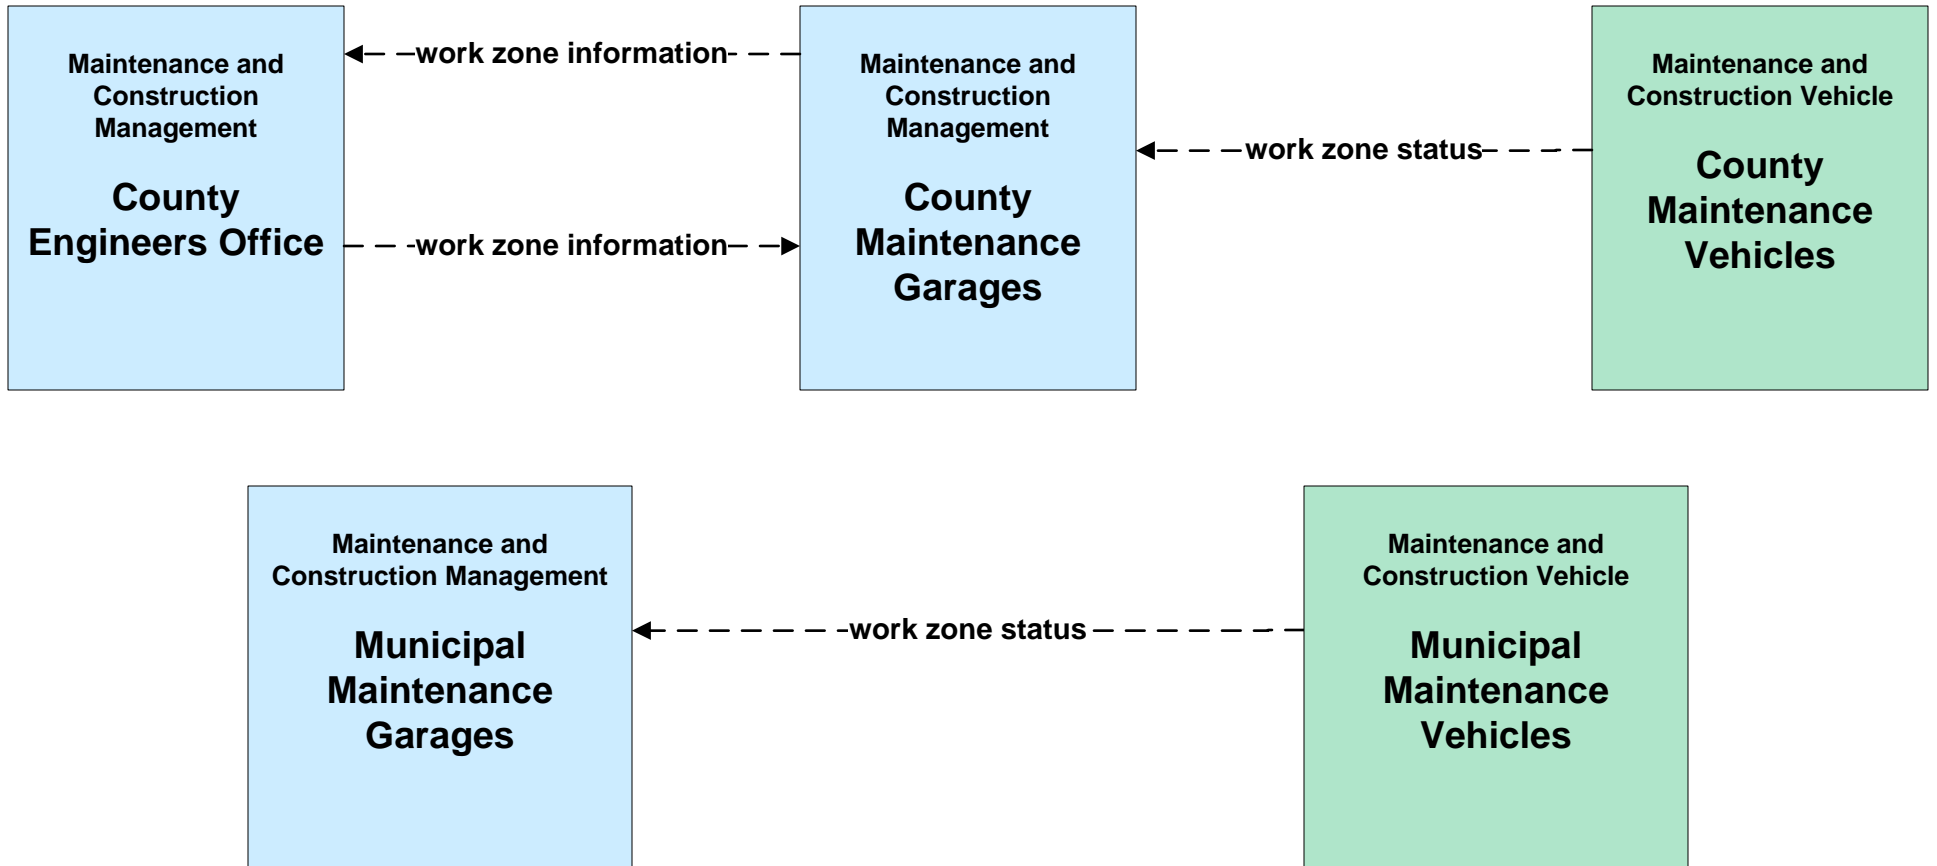 Maintenance and
Construction
Management
County
Engineers Office
work zone information
work zone information
Maintenance and
Construction
Management
County
Maintenance
Garages
work zone status
Maintenance and
Construction Vehicle
County
Maintenance
Vehicles
Maintenance and
Construction Management
Municipal
Maintenance
Garages
work zone status
Maintenance and
Construction Vehicle
Municipal
Maintenance
Vehicles